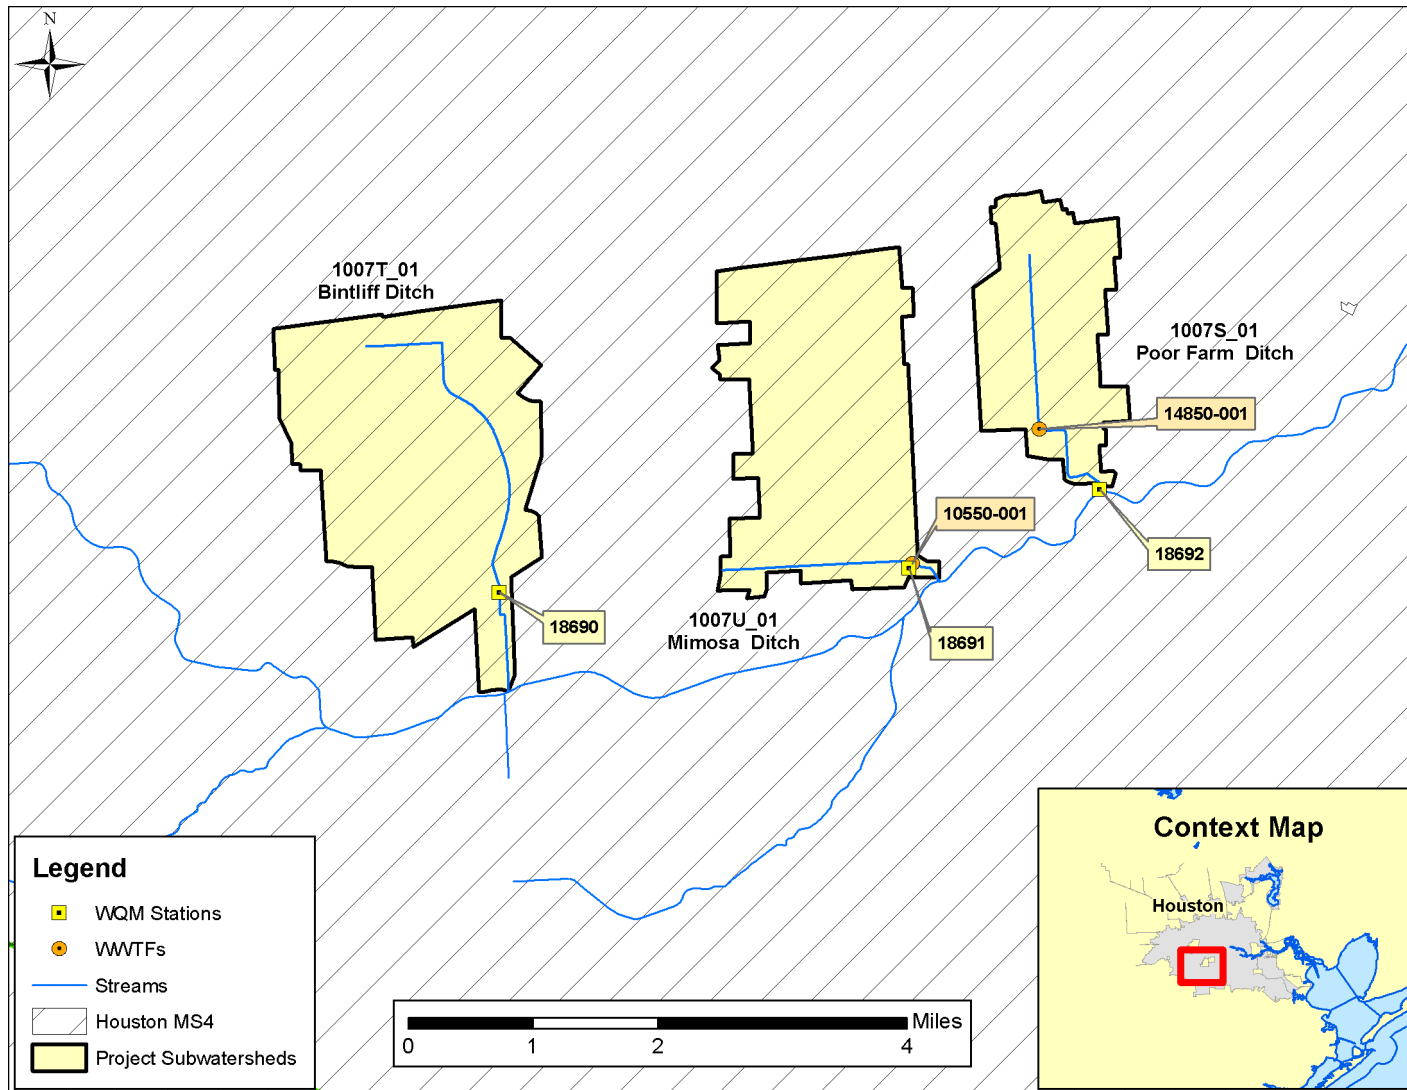 N
1007T_01
Bintliff Ditch
1007S_01
Poor Farm Ditch
14850-001
10550-001
18692
18690
1007U_01
Mimosa Ditch
18691
Legend
WQM Stations
WWTFs
Streams
Houston MS4
Project Subwatersheds
Miles
0 1 2 4
Context Map
Houston